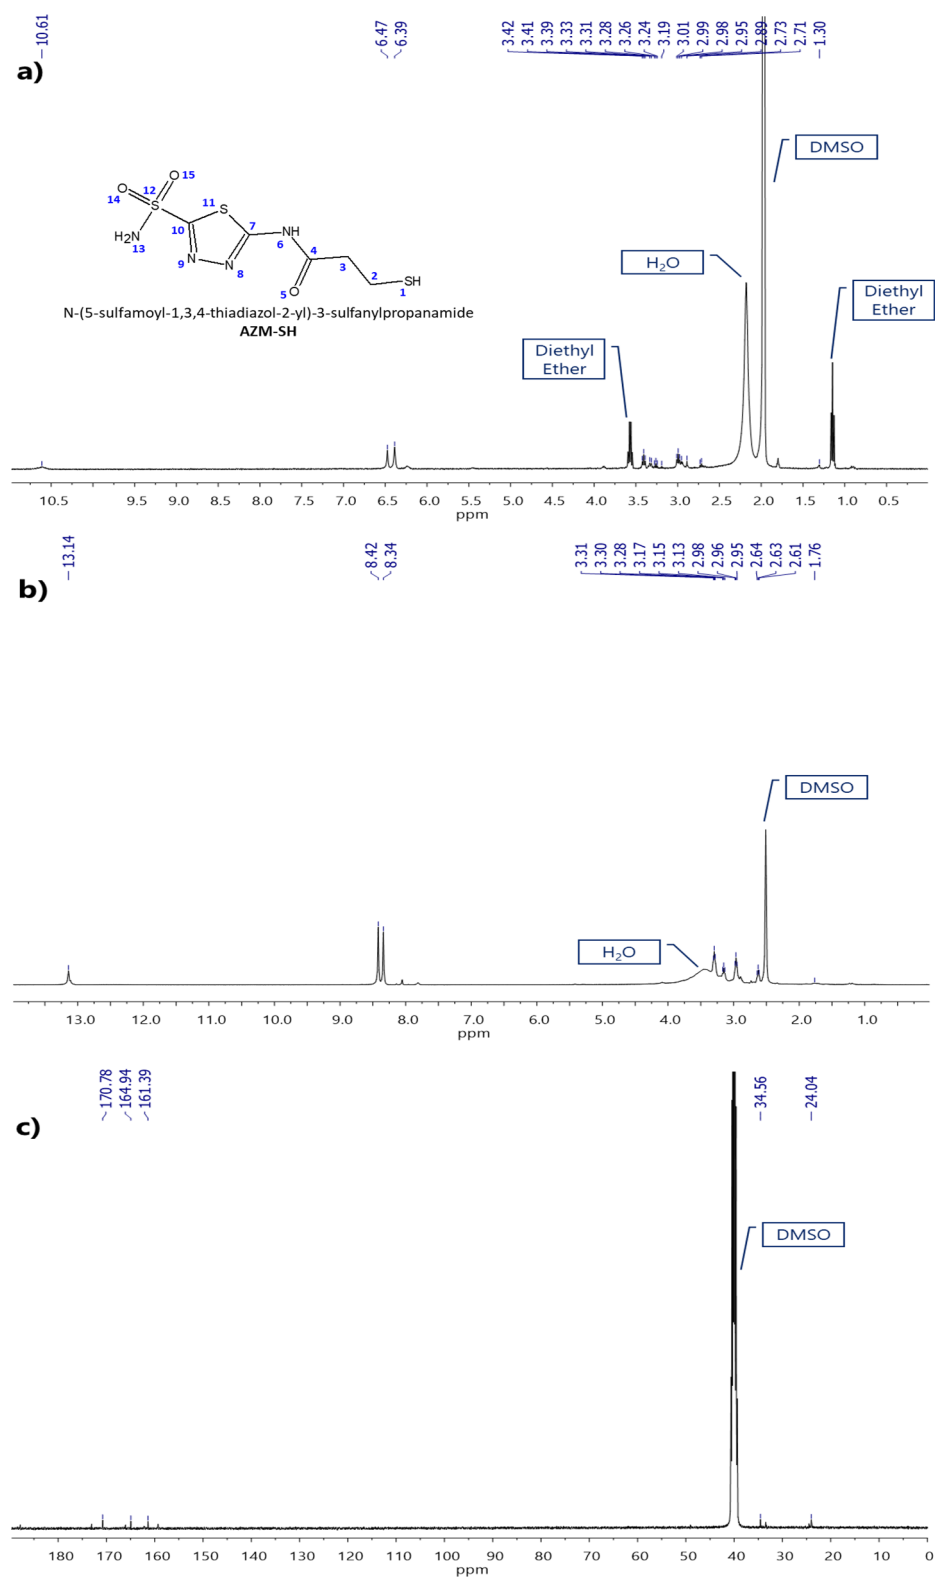 10.61
6.47
6.39
3.42
3.41
3.39
3.33
3.31
3.28
3.26
3.24
3.19
3.01
2.99
2.98
2.95
2.89
2.73
2.71
1.30
a)
DMSO
H₂O
Diethyl
Ether
Diethyl
Ether
O 15
14 O 12 S
11 S
H₂N 13
10
7
NH 6
9 N
N 8
4
3
2
SH 1
5 O
N-(5-sulfamoyl-1,3,4-thiadiazol-2-yl)-3-sulfanylpropanamide
AZM-SH
10.5 9.5 9.0 8.5 8.0 7.5 7.0 6.5 6.0 5.5 5.0 4.5 4.0 3.5 3.0 2.5 2.0 1.5 1.0 0.5
ppm
13.14
8.42
8.34
3.31
3.30
3.28
3.17
3.15
3.13
2.98
2.96
2.95
2.64
2.63
2.61
1.76
b)
DMSO
H₂O
13.0 12.0 11.0 10.0 9.0 8.0 7.0 6.0 5.0 4.0 3.0 2.0 1.0
ppm
170.78
164.94
161.39
34.56
24.04
c)
DMSO
180 170 160 150 140 130 120 110 100 90 80 70 60 50 40 30 20 10 0
ppm